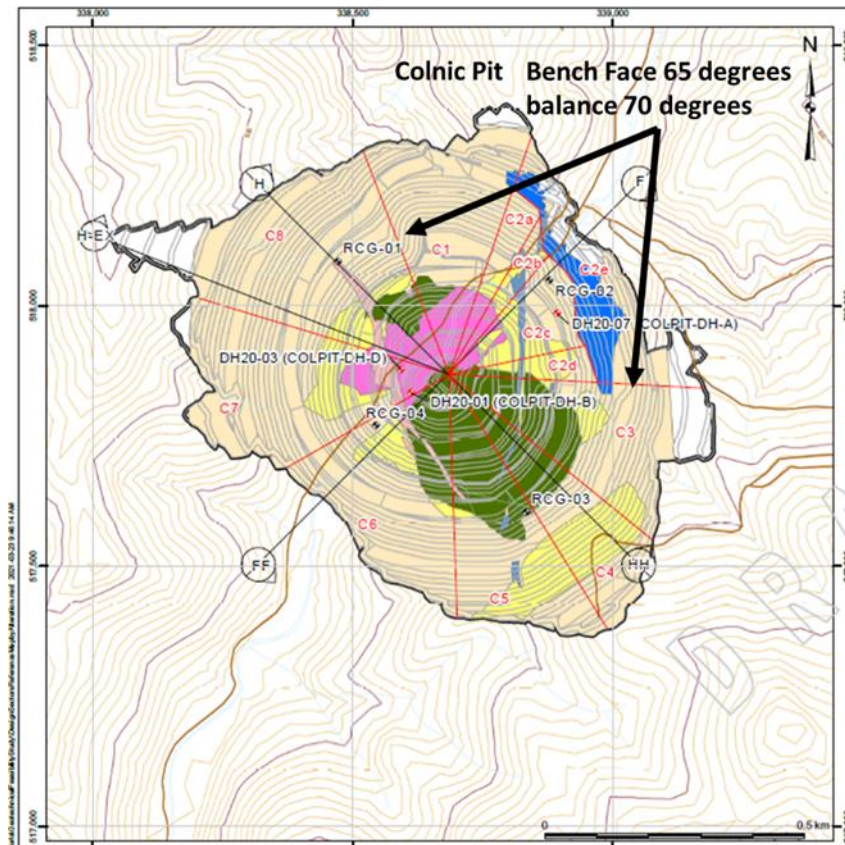 338,000
338,500
339,000
518,500
N
Colnic Pit Bench Face 65 degrees
balance 70 degrees
H
F
H-EX
C8
RCG-01
C1
C2a
C2b
C2e
RCG-02
518,000
C2c
DH20-07 (COLPIT-DH-A)
DH20-03 (COLPIT-DH-D)
C2d
DH20-01 (COLPIT-DH-B)
C7
RCG-04
C3
RCG-03
C6
FF
HH
517,500
C4
C5
DR
517,000
0
0.5 km